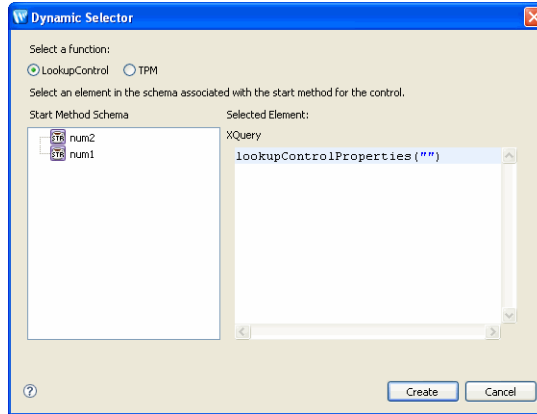 Dynamic Selector
Select a function:
LookupControl TPM
Select an element in the schema associated with the start method for the control.
Start Method Schema Selected Element:
XQuery
STR num2
STR num1
lookupControlProperties("")
? Create Cancel